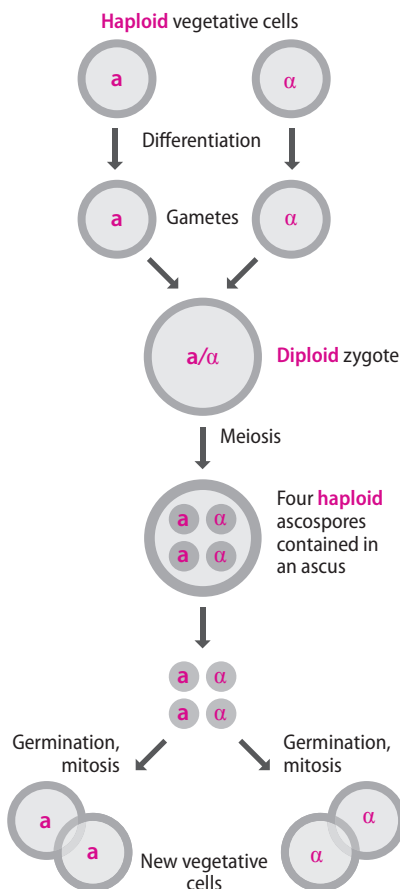 Haploid vegetative cells
a α
Differentiation
a Gametes α
a/α Diploid zygote
Meiosis
Four haploid
ascospores
contained in
an ascus
a α
a α
a α
a α
Germination,
mitosis
Germination,
mitosis
a
a
α
α
New vegetative
cells